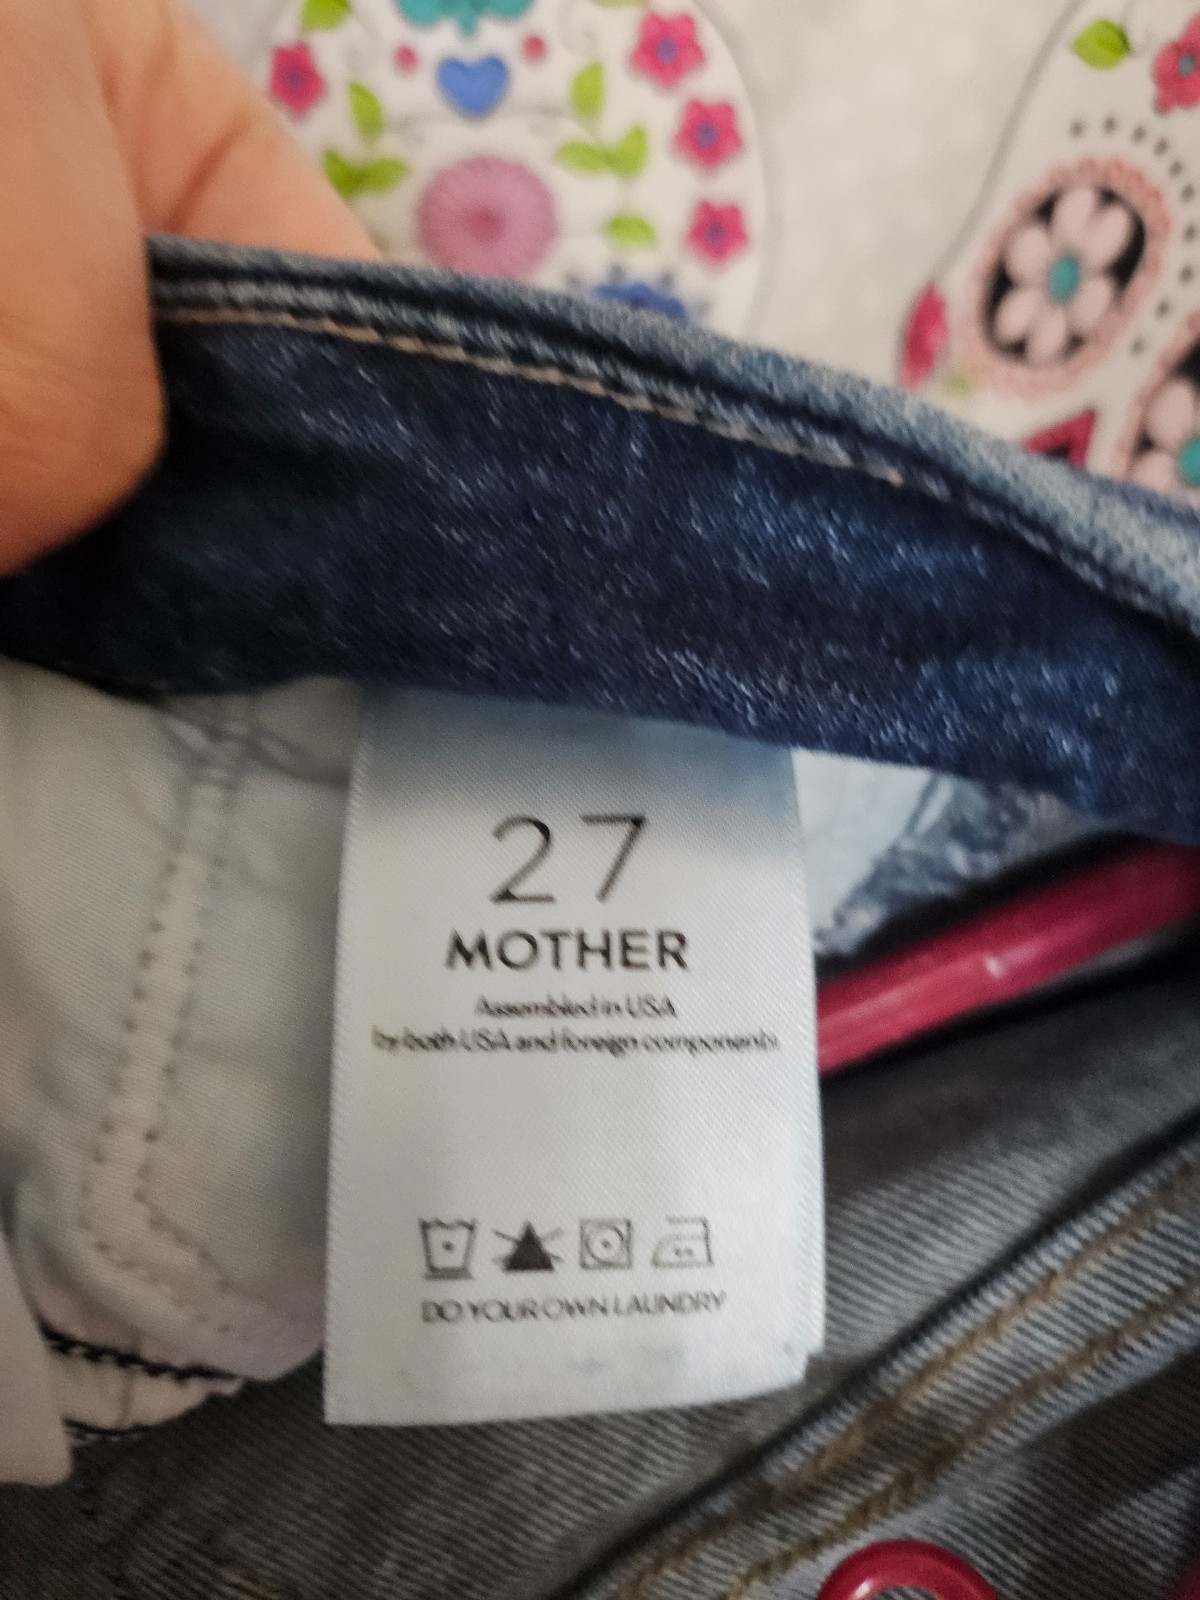 27
MOTHER
Assembled in USA
by both USA and foreign components
DO YOUR OWN LAUNDRY